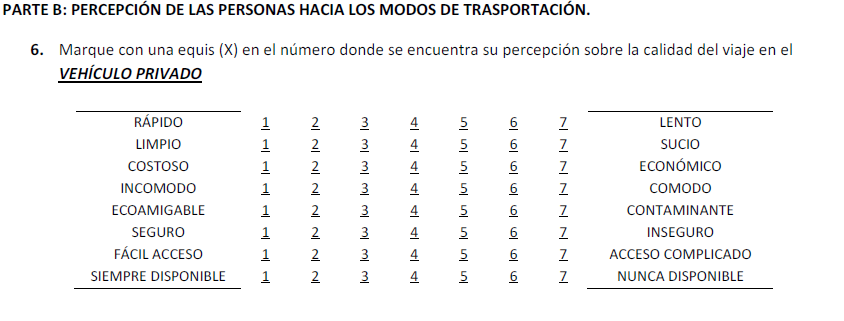 PARTE B: PERCEPCIÓN DE LAS PERSONAS HACIA LOS MODOS DE TRASPORTACIÓN.
6. Marque con una equis (X) en el número donde se encuentra su percepción sobre la calidad del viaje en el
VEHÍCULO PRIVADO
RÁPIDO 1 2 3 4 5 6 7 LENTO
LIMPIO 1 2 3 4 5 6 7 SUCIO
COSTOSO 1 2 3 4 5 6 7 ECONÓMICO
INCOMODO 1 2 3 4 5 6 7 COMODO
ECOAMIGABLE 1 2 3 4 5 6 7 CONTAMINANTE
SEGURO 1 2 3 4 5 6 7 INSEGURO
FÁCIL ACCESO 1 2 3 4 5 6 7 ACCESO COMPLICADO
SIEMPRE DISPONIBLE 1 2 3 4 5 6 7 NUNCA DISPONIBLE